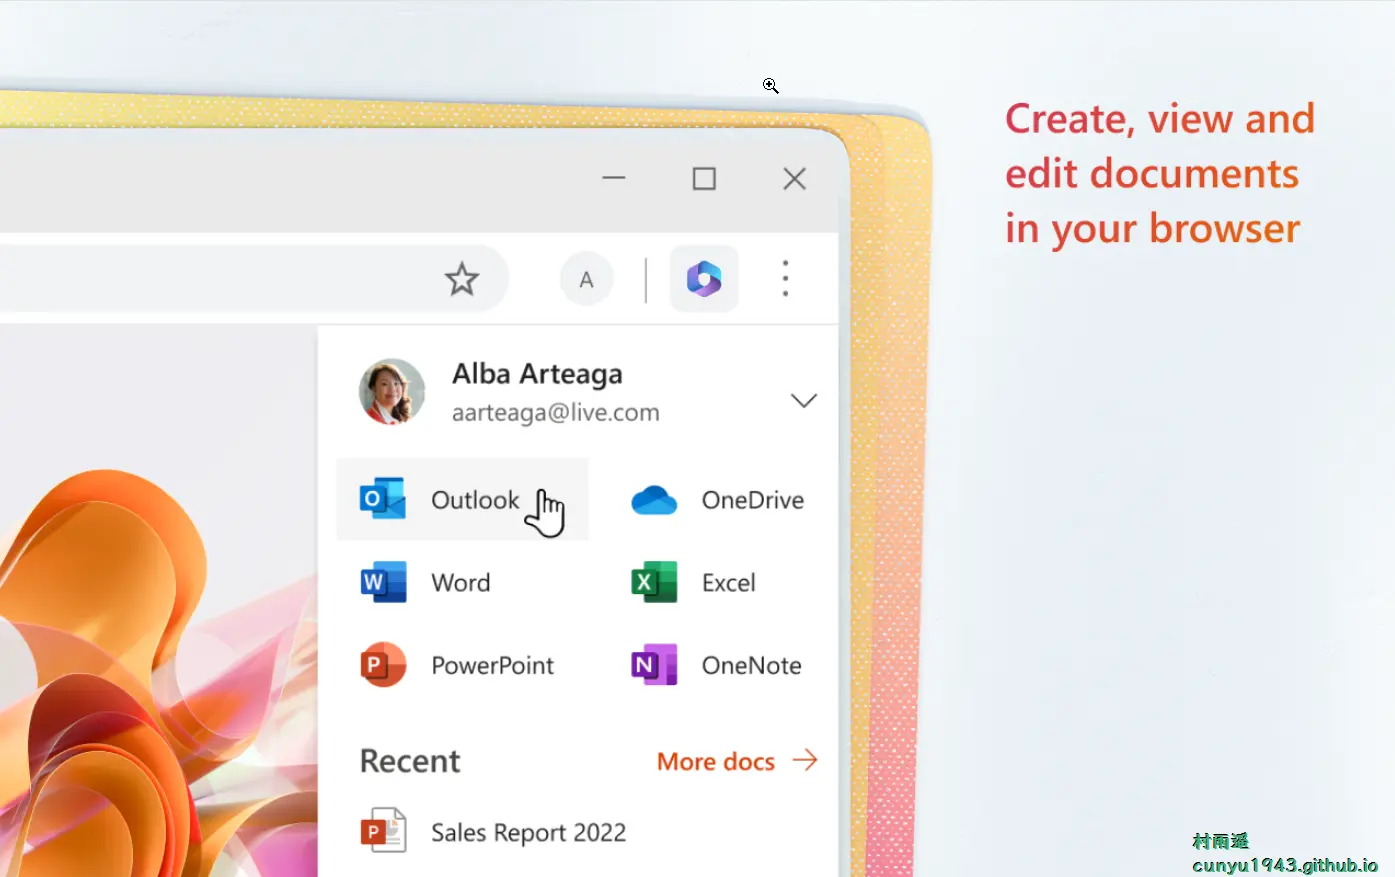 Create, view and
edit documents
in your browser
A
Alba Arteaga
aarteaga@live.com
O Outlook
OneDrive
W Word
X Excel
P PowerPoint
N OneNote
Recent
More docs
P Sales Report 2022
村雨遥
cunyu1943.github.io